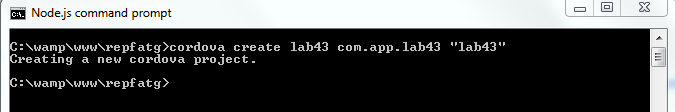 Node.js command prompt
C:\wamp\www\repfatg>cordova create lab43 com.app.lab43 "lab43"
Creating a new cordova project.
C:\wamp\www\repfatg>